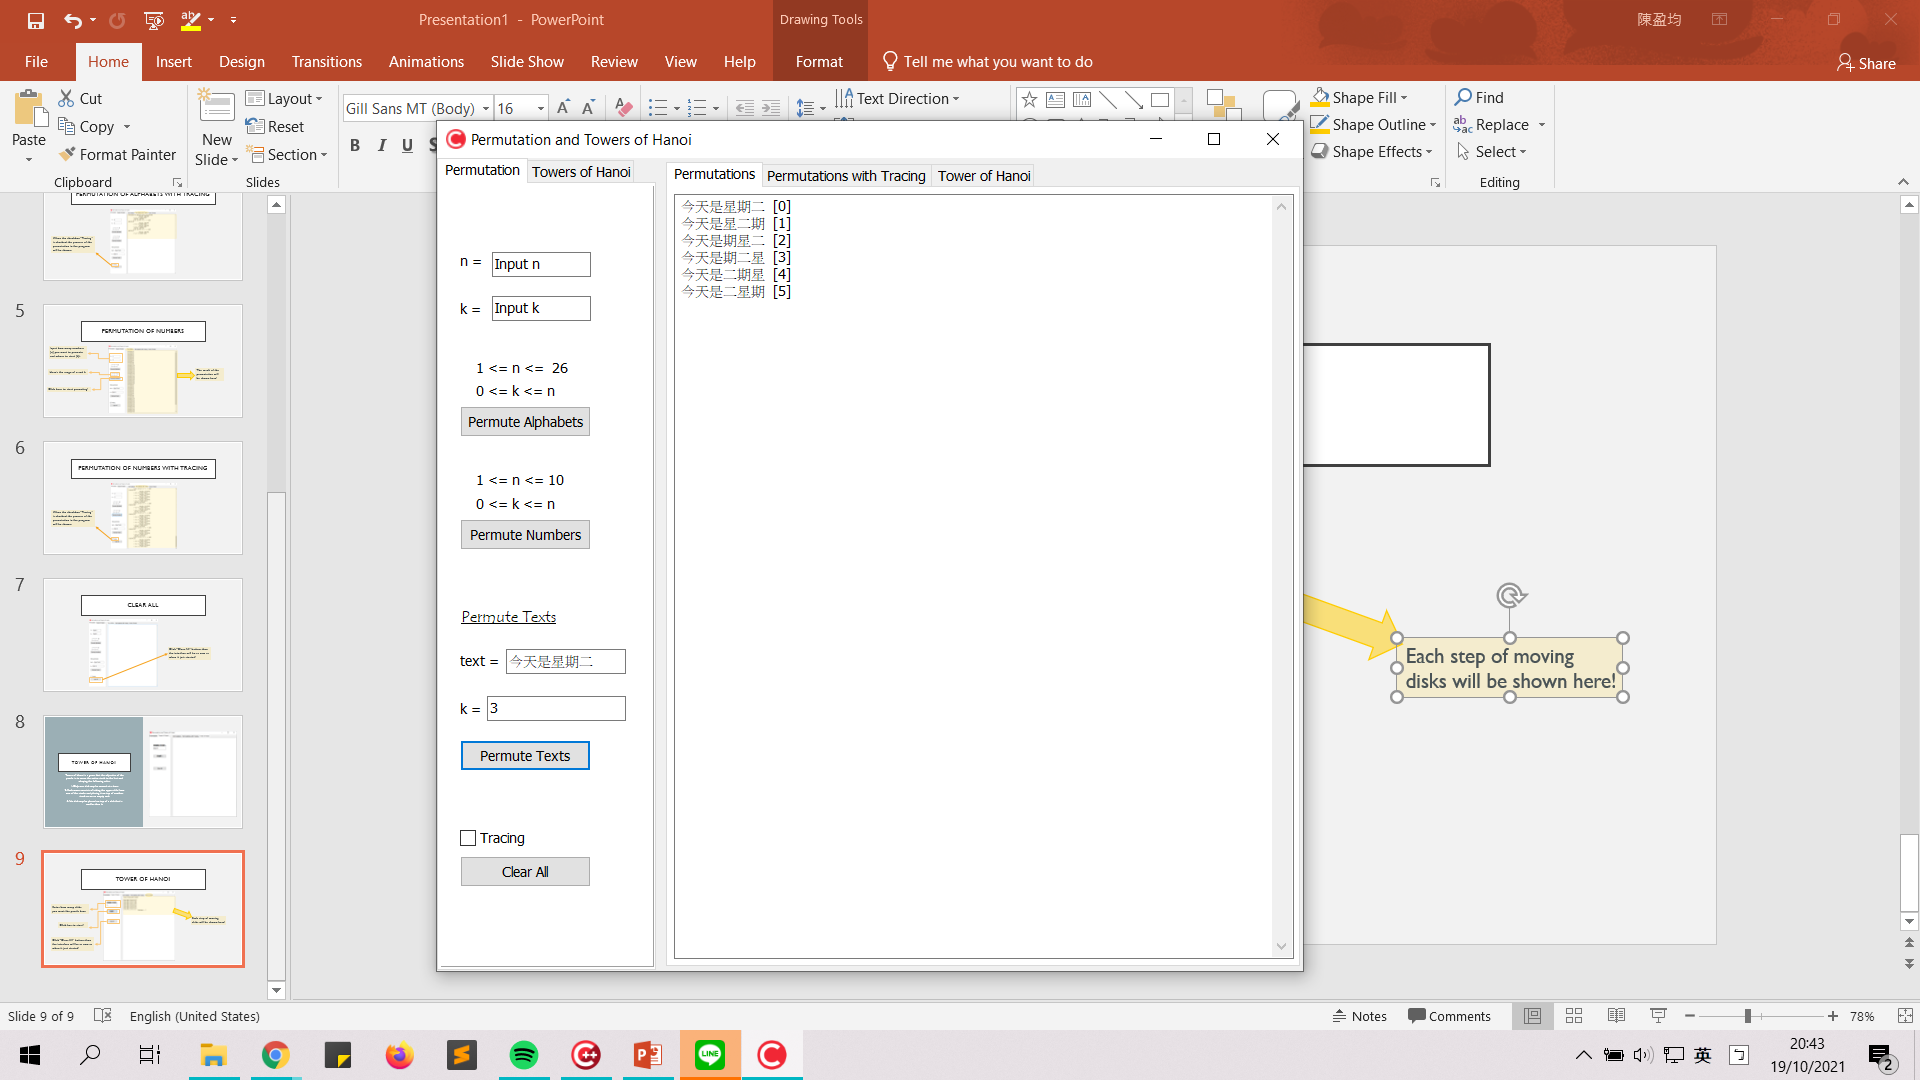 Presentation1 - PowerPoint
Drawing Tools
陳盈均
File
Home
Insert
Design
Transitions
Animations
Slide Show
Review
View
Help
Format
Tell me what you want to do
Share
Paste
Cut
Copy
Format Painter
Clipboard
New
Slide
Layout
Reset
Section
Slides
Gill Sans MT (Body)
16
B
I
U
S
Text Direction
Shape Fill
Shape Outline
Shape Effects
Find
Replace
Select
Editing
Permutation and Towers of Hanoi
Permutation
Towers of Hanoi
n =
Input n
k =
Input k
1 <= n <= 26
0 <= k <= n
Permute Alphabets
1 <= n <= 10
0 <= k <= n
Permute Numbers
Permute Texts
text =
今天是星期二
k =
3
Permute Texts
Tracing
Clear All
Permutations
Permutations with Tracing
Tower of Hanoi
今天是星期二 [0]
今天是星二期 [1]
今天是期星二 [2]
今天是期二星 [3]
今天是二期星 [4]
今天是二星期 [5]
PERMUTATION OF ALPHABETS WITH TRACING
5
PERMUTATION OF NUMBERS
6
PERMUTATION OF NUMBERS WITH TRACING
7
CLEAR ALL
8
TOWER OF HANOI
9
TOWER OF HANOI
Each step of moving
disks will be shown here!
Slide 9 of 9
English (United States)
Notes
Comments
78%
英
20:43
19/10/2021
2